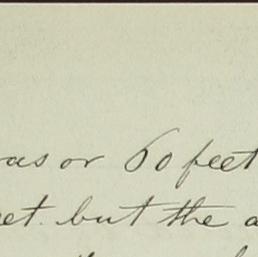 as or 60 feet
et. but the